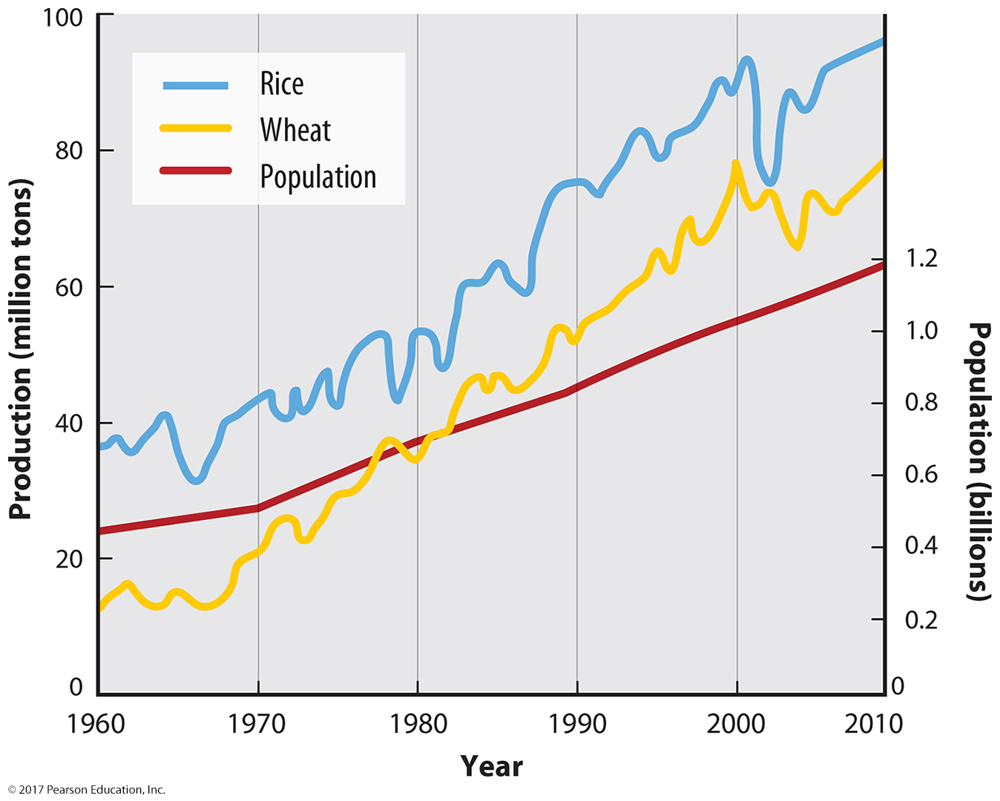 100
80
60
40
20
0
Production (million tons)
Rice
Wheat
Population
1.2
1.0
0.8
0.6
0.4
0.2
0
Population (billions)
1960 1970 1980 1990 2000 2010
Year
© 2017 Pearson Education, Inc.